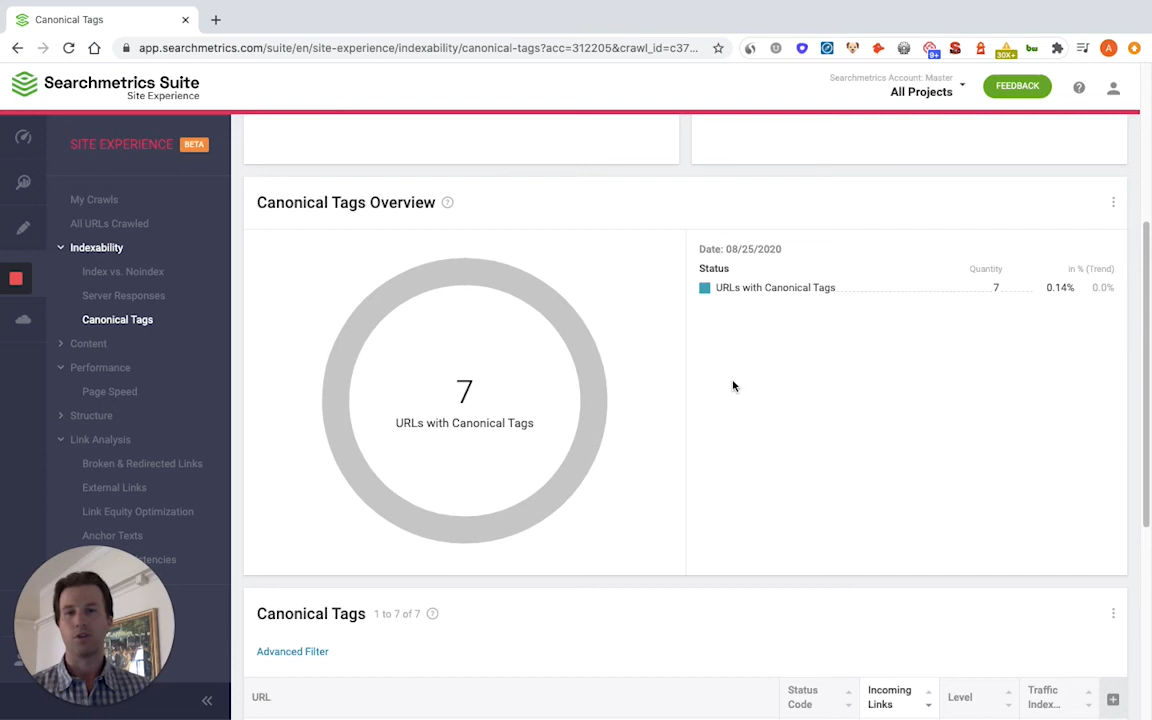 Canonical Tags
app.searchmetrics.com/suite/en/site-experience/indexability/canonical-tags?acc=312205&crawl_id=c37...
9+
30X+
bw
A
Searchmetrics Suite
Site Experience
Searchmetrics Account: Master
All Projects
FEEDBACK
SITE EXPERIENCE BETA
My Crawls
All URLs Crawled
Indexability
Index vs. Noindex
Server Responses
Canonical Tags
Content
Performance
Page Speed
Structure
Link Analysis
Broken & Redirected Links
External Links
Link Equity Optimization
Anchor Texts
Canonical Tags Overview
7
URLs with Canonical Tags
Date: 08/25/2020
Status Quantity in % (Trend)
URLs with Canonical Tags 7 0.14% 0.0%
Canonical Tags 1 to 7 of 7
Advanced Filter
URL
Status Code
Incoming Links
Level
Traffic Index...